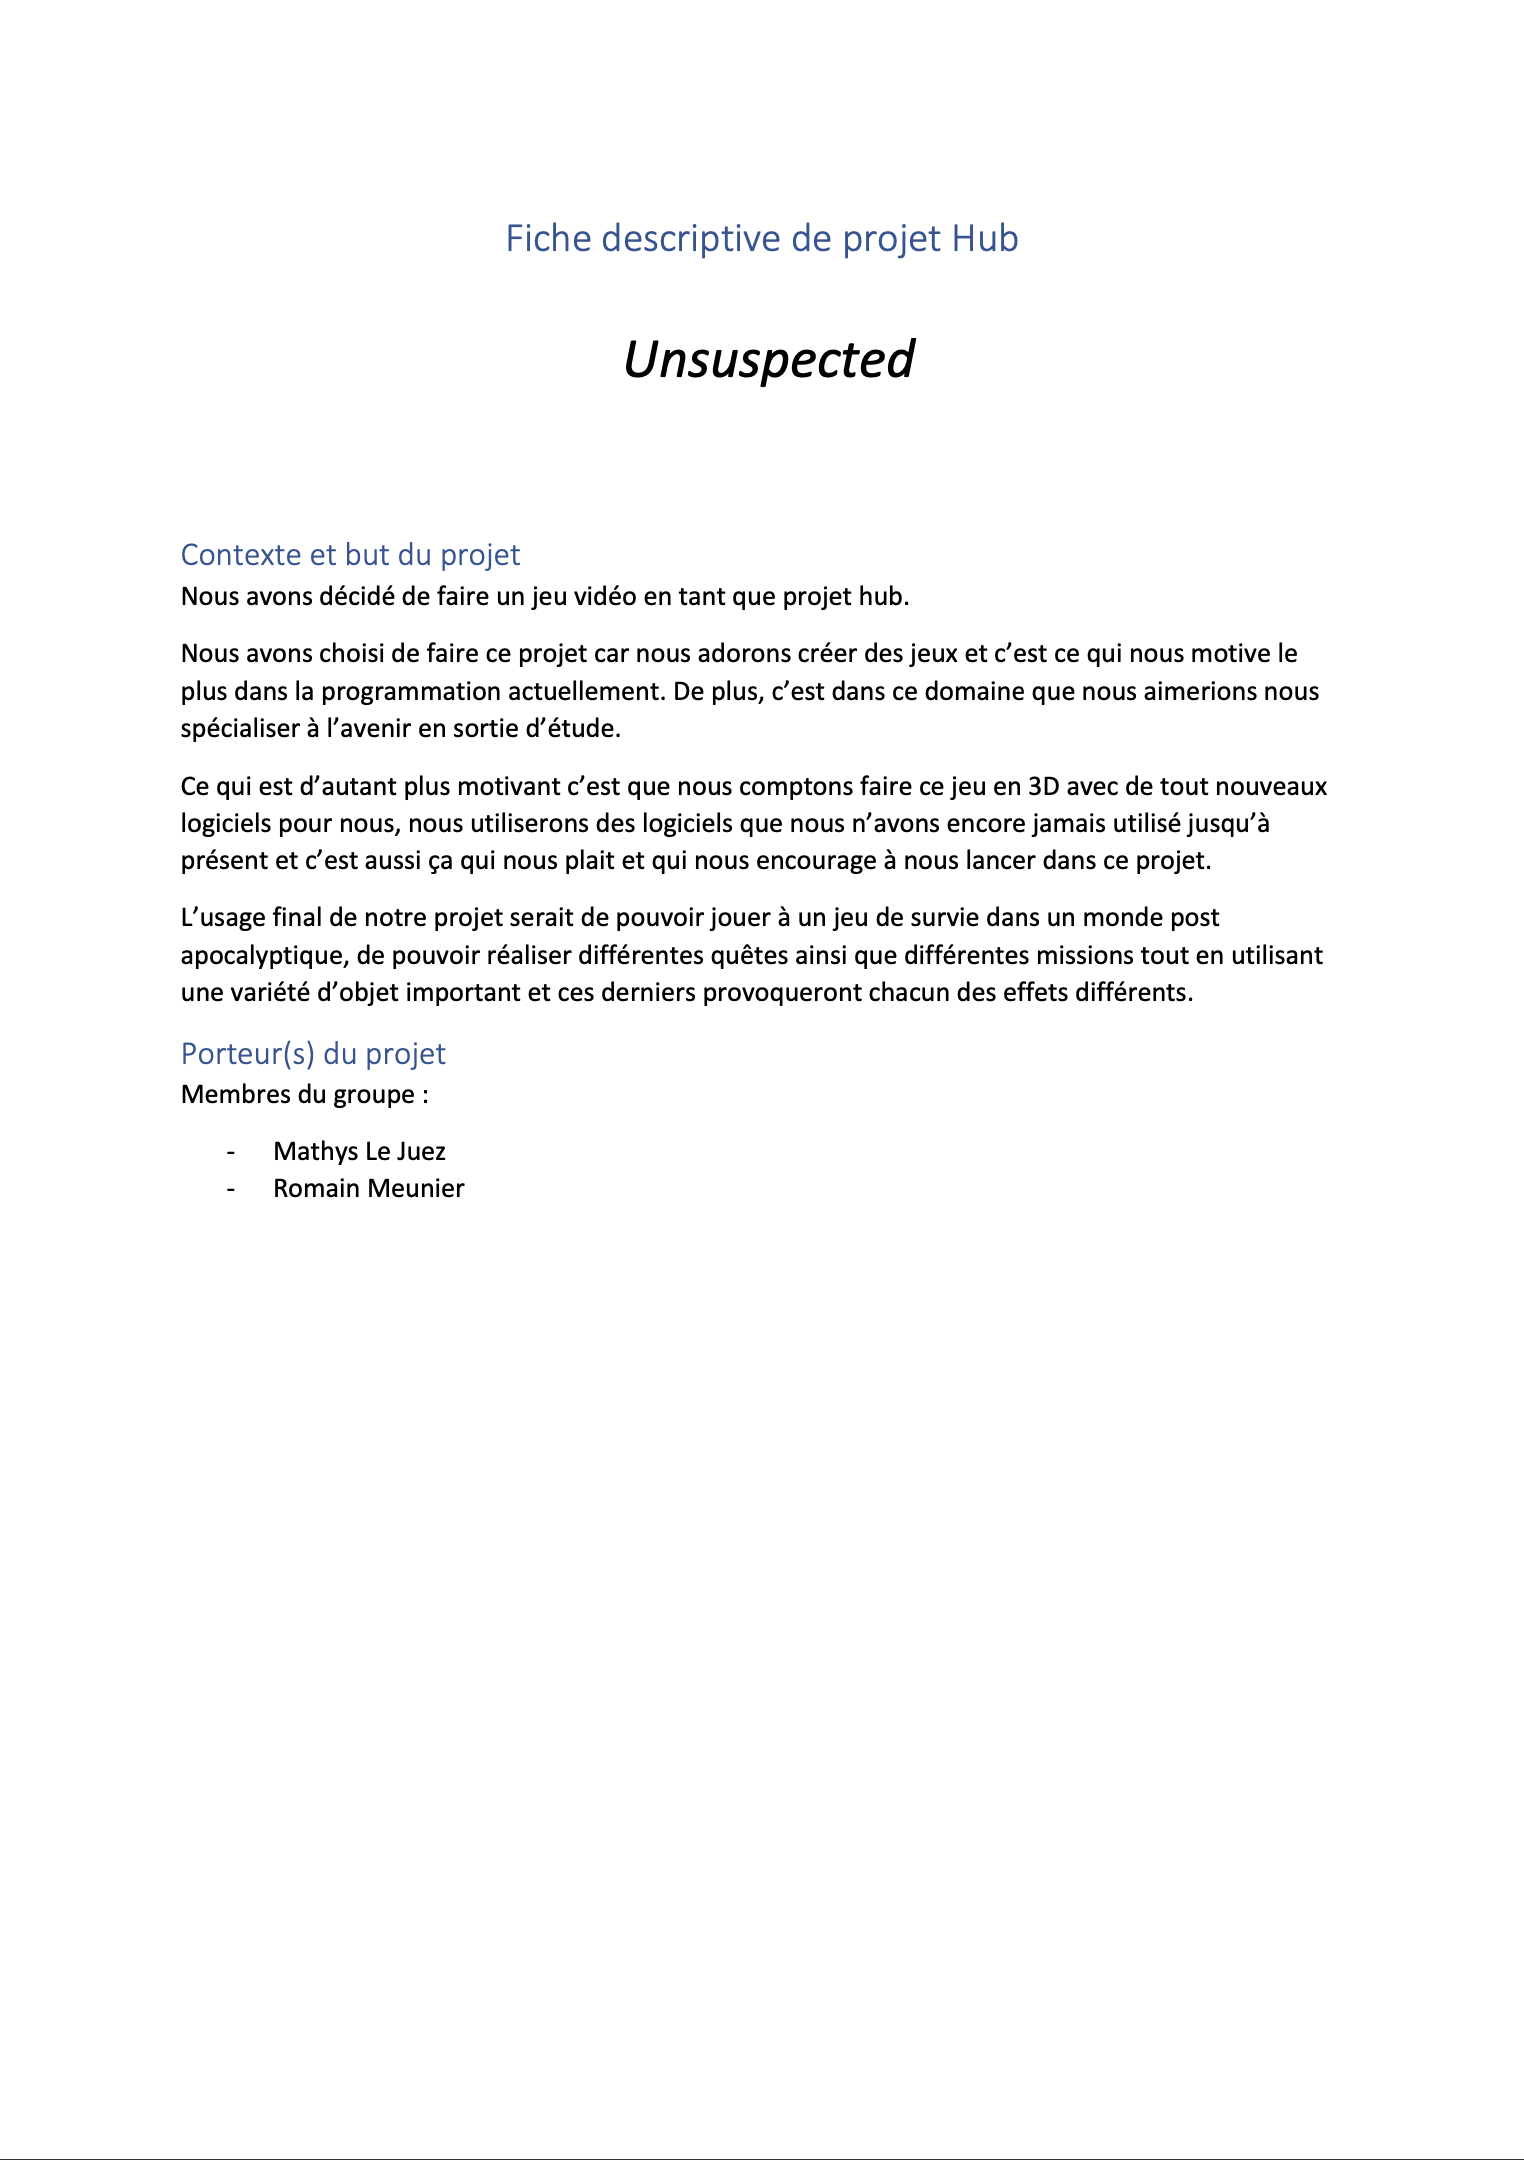 Fiche descriptive de projet Hub
Unsuspected
Contexte et but du projet
Nous avons décidé de faire un jeu vidéo en tant que projet hub.
Nous avons choisi de faire ce projet car nous adorons créer des jeux et c’est ce qui nous motive le
plus dans la programmation actuellement. De plus, c’est dans ce domaine que nous aimerions nous
spécialiser à l’avenir en sortie d’étude.
Ce qui est d’autant plus motivant c’est que nous comptons faire ce jeu en 3D avec de tout nouveaux
logiciels pour nous, nous utiliserons des logiciels que nous n’avons encore jamais utilisé jusqu’à
présent et c’est aussi ça qui nous plait et qui nous encourage à nous lancer dans ce projet.
L’usage final de notre projet serait de pouvoir jouer à un jeu de survie dans un monde post
apocalyptique, de pouvoir réaliser différentes quêtes ainsi que différentes missions tout en utilisant
une variété d’objet important et ces derniers provoqueront chacun des effets différents.
Porteur(s) du projet
Membres du groupe :
- Mathys Le Juez
- Romain Meunier